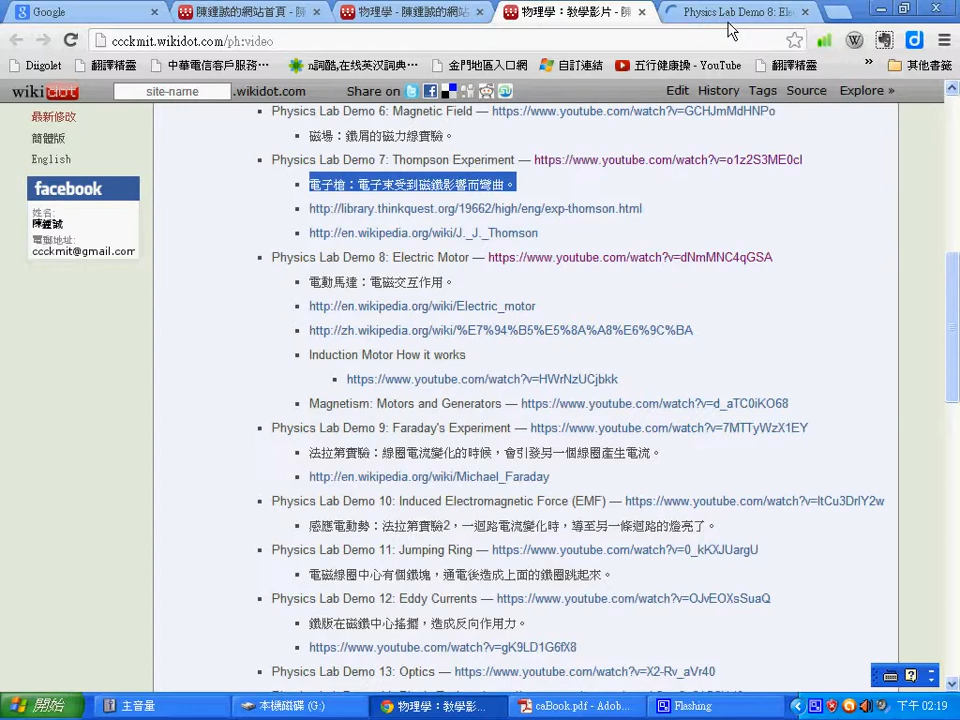 Google
陳鍾誠的網站首頁 - 陳
物理學 - 陳鍾誠的網站
物理學：教學影片 - 陳
Physics Lab Demo 8: Ele
ccckmit.wikidot.com/ph:video
Diigolet
翻譯精靈
中華電信客戶服務⋯
n詞酷,在线英汉词典⋯
金門地區入口網
自訂連結
五行健康操 - YouTube
翻譯精靈
»
其他書籤
wikidot
site-name
.wikidot.com
Share on
Edit
History
Tags
Source
Explore »
最新修改
簡體版
English
facebook
姓名:
陳鍾誠
電郵地址:
ccckmit@gmail.com
Physics Lab Demo 6: Magnetic Field — https://www.youtube.com/watch?v=GCHJmMdHNPo
磁場：鐵屑的磁力線實驗。
Physics Lab Demo 7: Thompson Experiment — https://www.youtube.com/watch?v=o1z2S3ME0cI
電子槍：電子束受到磁鐵影響而彎曲。
http://library.thinkquest.org/19662/high/eng/exp-thomson.html
http://en.wikipedia.org/wiki/J._J._Thomson
Physics Lab Demo 8: Electric Motor — https://www.youtube.com/watch?v=dNmMNC4qGSA
電動馬達：電磁交互作用。
http://en.wikipedia.org/wiki/Electric_motor
http://zh.wikipedia.org/wiki/%E7%94%B5%E5%8A%A8%E6%9C%BA
Induction Motor How it works
https://www.youtube.com/watch?v=HWrNzUCjbkk
Magnetism: Motors and Generators — https://www.youtube.com/watch?v=d_aTC0iKO68
Physics Lab Demo 9: Faraday's Experiment — https://www.youtube.com/watch?v=7MTTyWzX1EY
法拉第實驗：線圈電流變化的時候，會引發另一個線圈產生電流。
http://en.wikipedia.org/wiki/Michael_Faraday
Physics Lab Demo 10: Induced Electromagnetic Force (EMF) — https://www.youtube.com/watch?v=ItCu3DrIY2w
感應電動勢：法拉第實驗2，一迴路電流變化時，導至另一條迴路的燈亮了。
Physics Lab Demo 11: Jumping Ring — https://www.youtube.com/watch?v=0_kKXJUargU
電磁線圈中心有個鐵塊，通電後造成上面的鐵圈跳起來。
Physics Lab Demo 12: Eddy Currents — https://www.youtube.com/watch?v=OJvEOXsSuaQ
鐵版在磁鐵中心搖擺，造成反向作用力。
https://www.youtube.com/watch?v=gK9LD1G6fX8
Physics Lab Demo 13: Optics — https://www.youtube.com/watch?v=X2-Rv_aVr40
開始
主音量
本機磁碟 (G:)
物理學：教學影...
caBook.pdf - Adob...
Flashing
下午 02:19